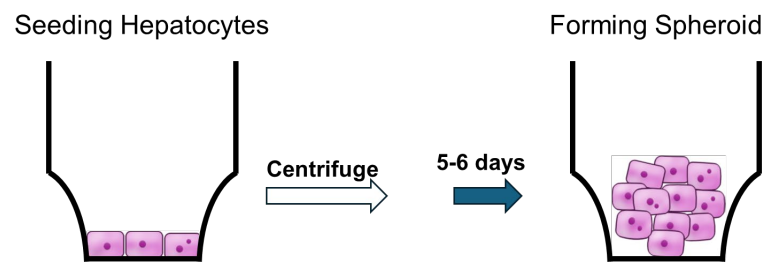 Seeding Hepatocytes
Forming Spheroid
Centrifuge
5-6 days